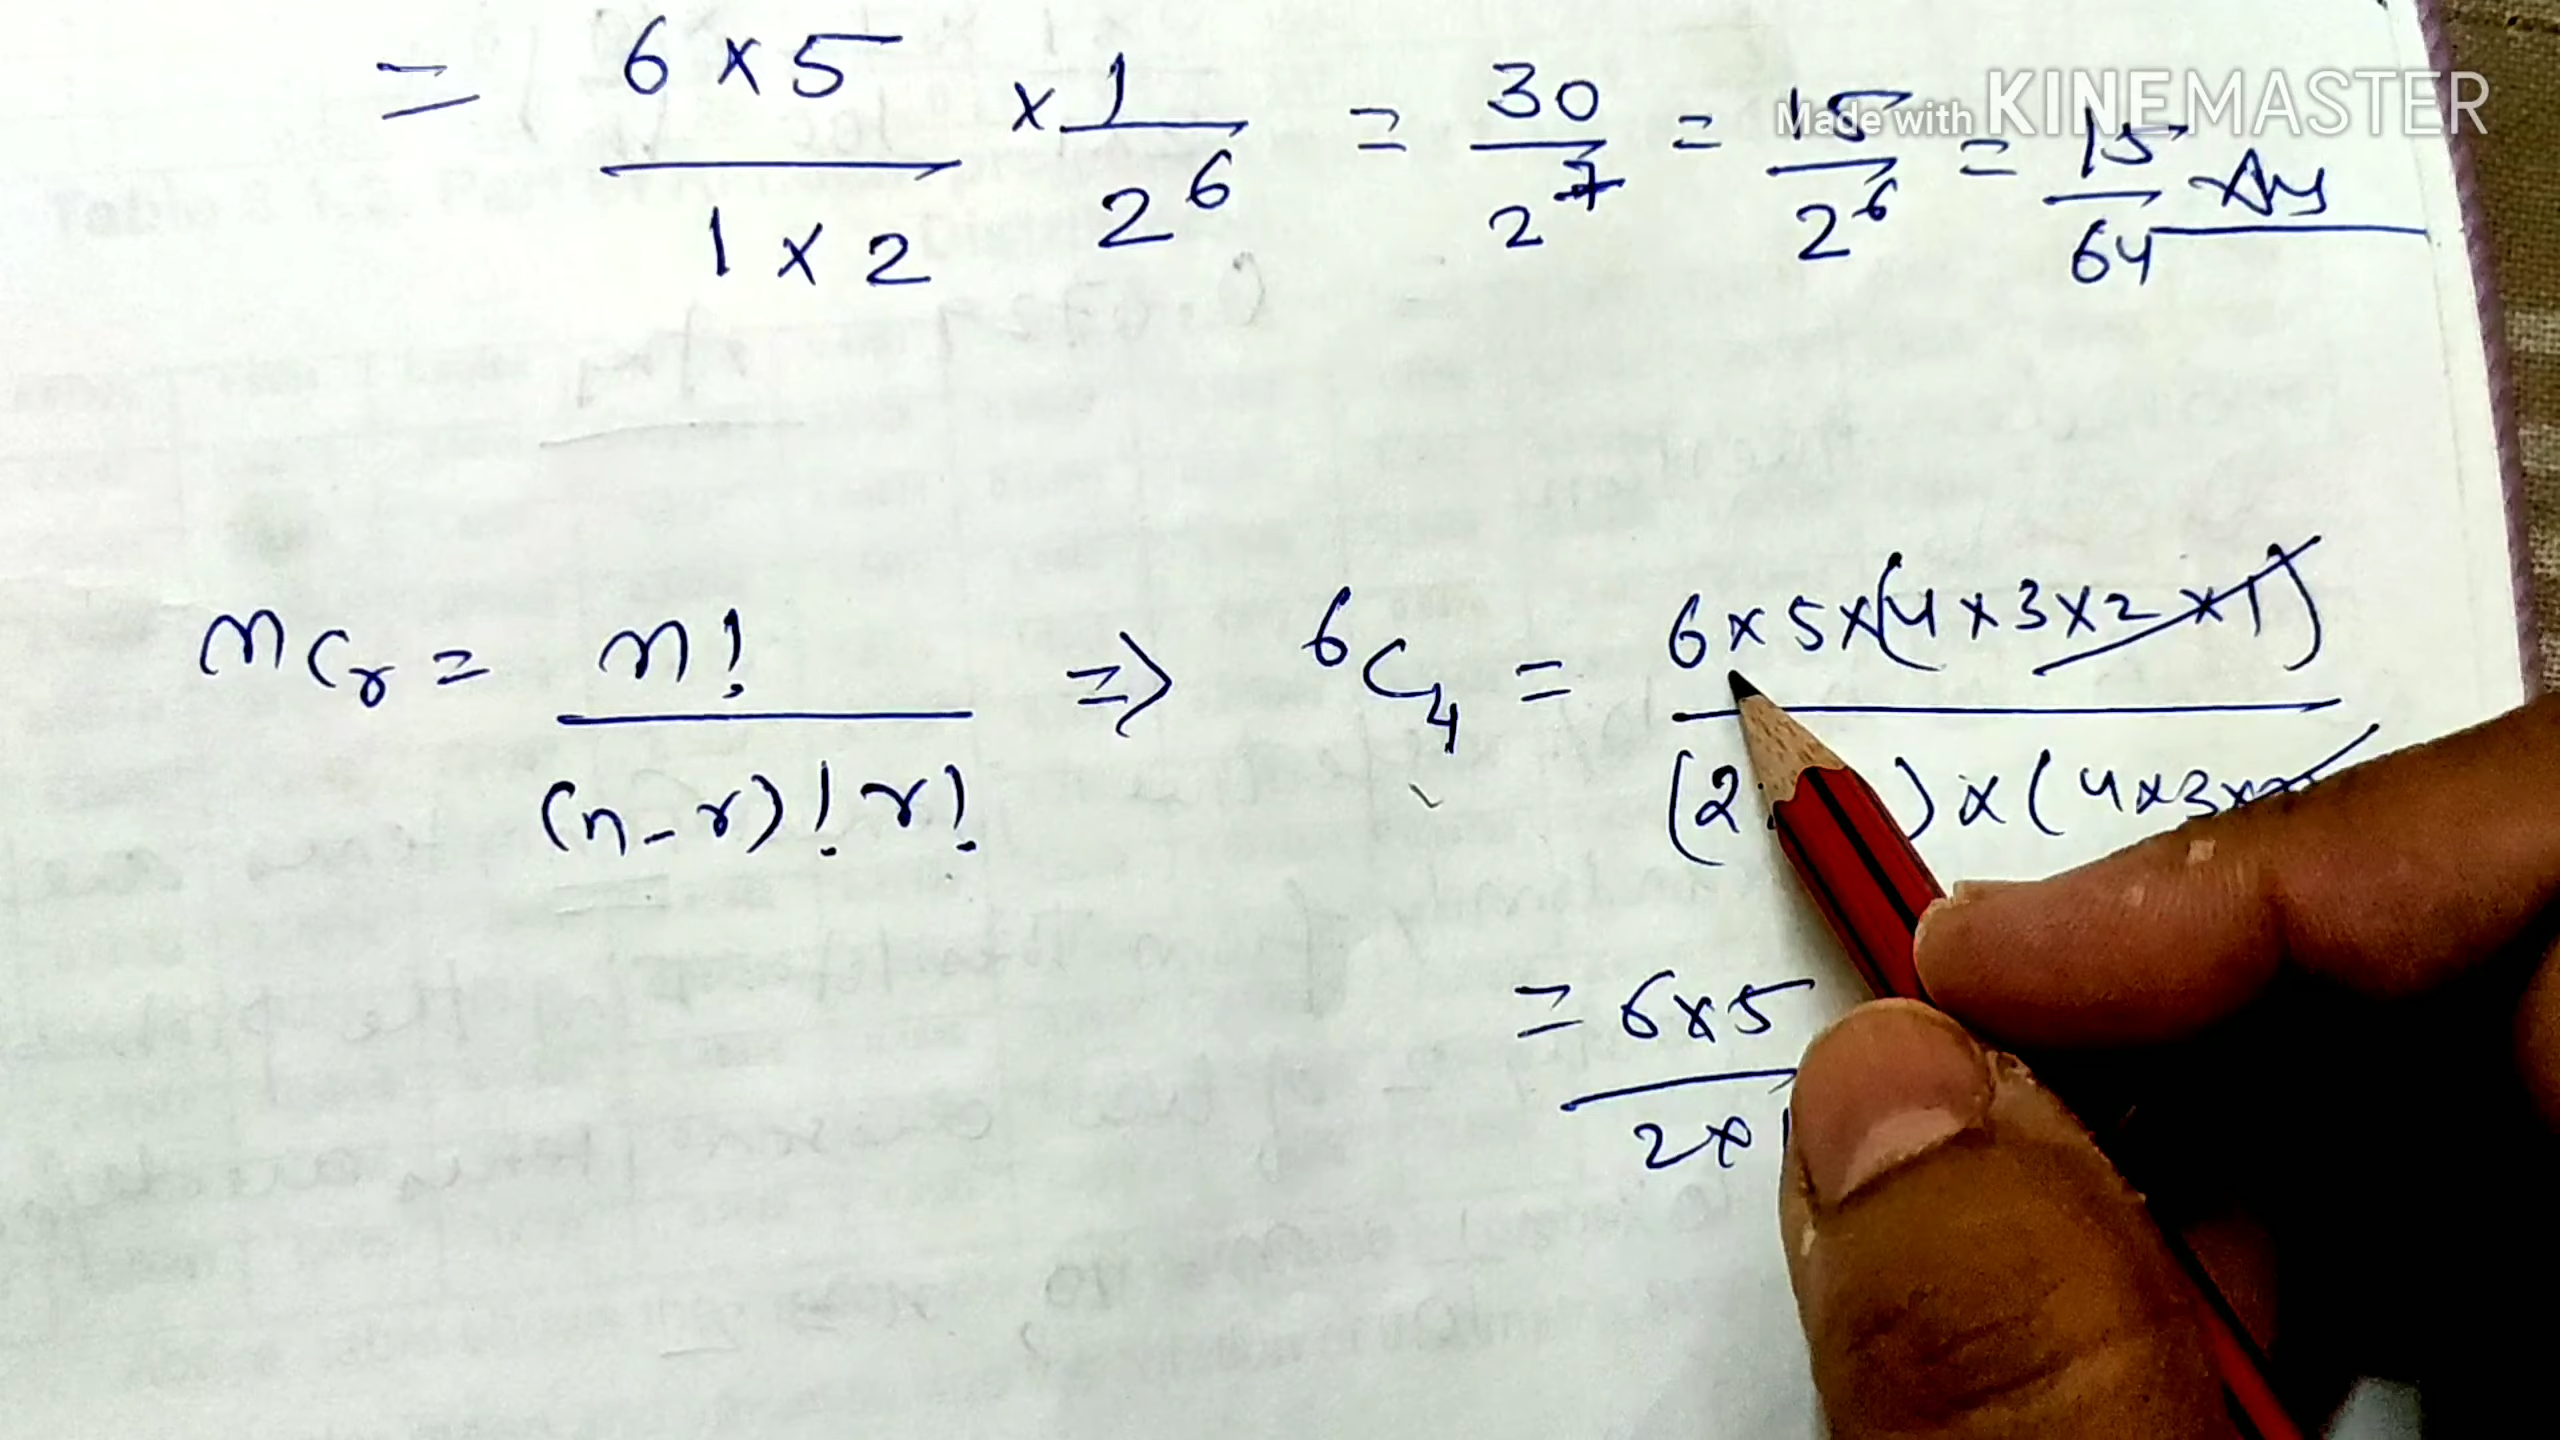 = 6 × 5 / 1 × 2 × 1 / 2^6 = 30 / 2^7 = 15 / 2^6 = 15 / 64 Ans
Made with KINEMASTER
nCr = n! / (n-r)! r! => 6C4 = 6×5×(4×3×2×1) / (2 ) × (4×3×
= 6×5 / 2×1